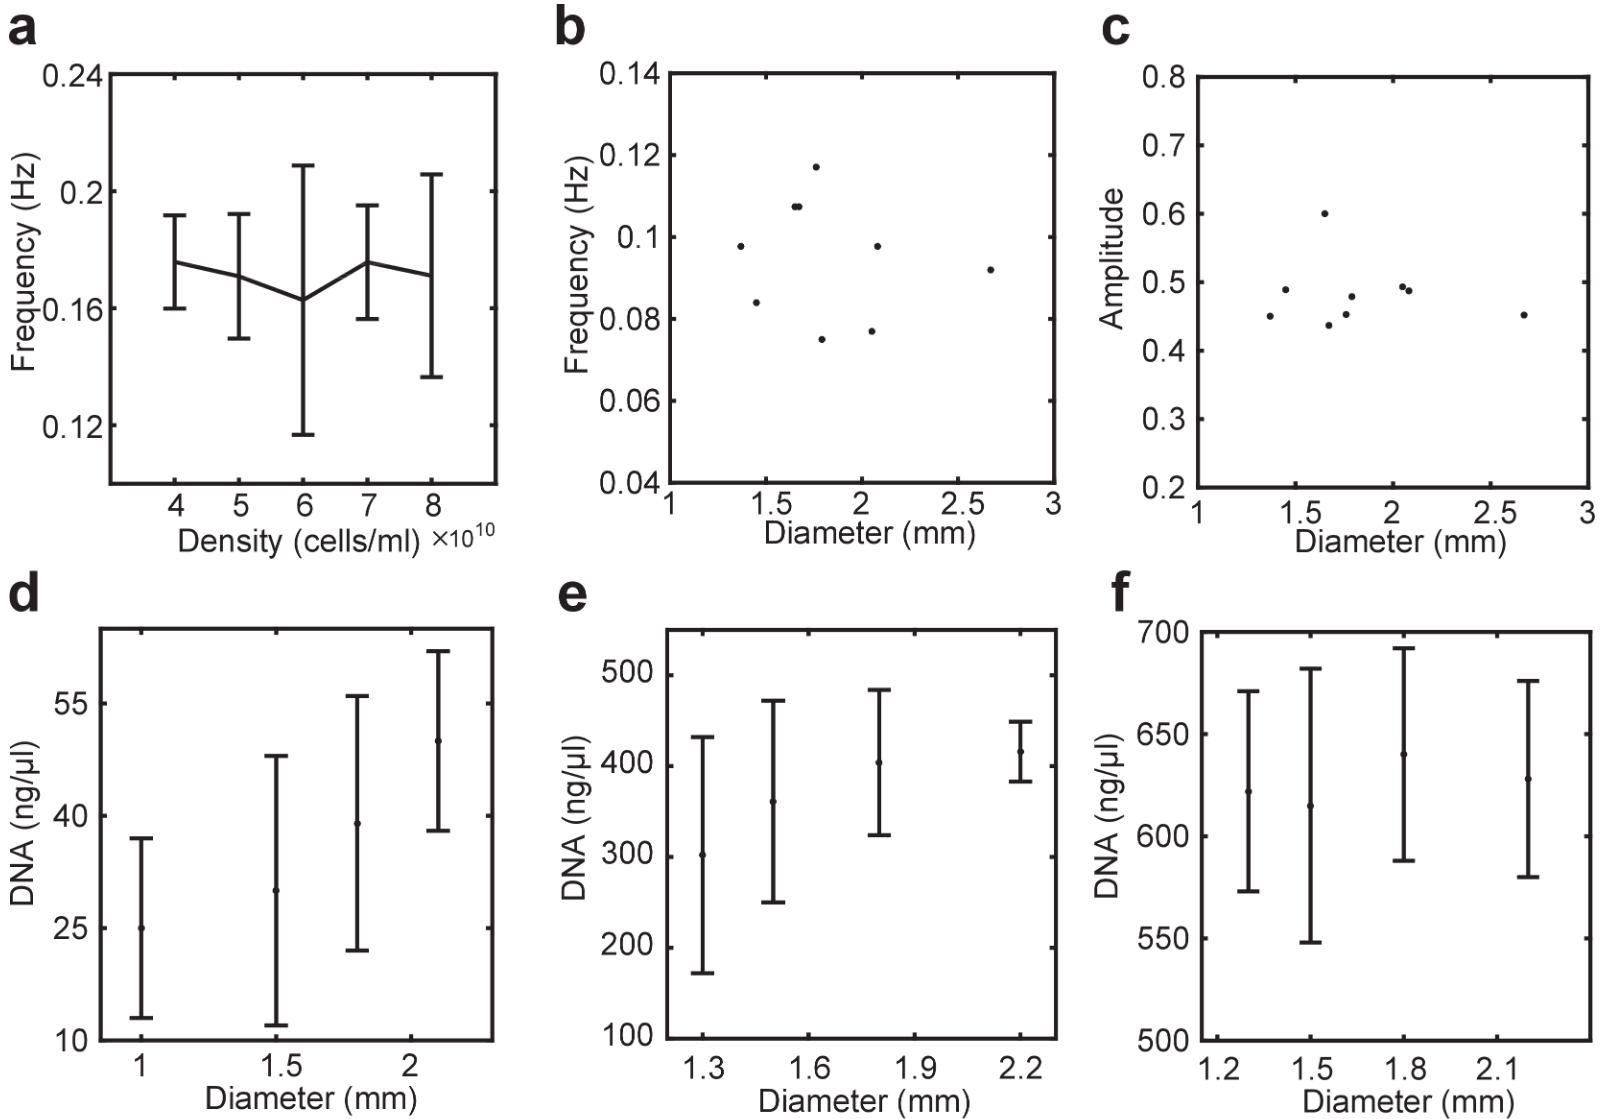 a
0.24
0.2
0.16
0.12
Frequency (Hz)
4 5 6 7 8
Density (cells/ml) ×10¹⁰
b
0.14
0.12
0.1
0.08
0.06
0.04
Frequency (Hz)
1 1.5 2 2.5 3
Diameter (mm)
c
0.8
0.7
0.6
0.5
0.4
0.3
0.2
Amplitude
1 1.5 2 2.5 3
Diameter (mm)
d
55
40
25
10
DNA (ng/µl)
1 1.5 2
Diameter (mm)
e
500
400
300
200
100
DNA (ng/µl)
1.3 1.6 1.9 2.2
Diameter (mm)
f
700
650
600
550
500
DNA (ng/µl)
1.2 1.5 1.8 2.1
Diameter (mm)